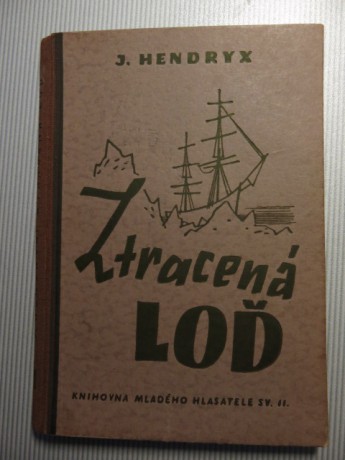 J. HENDRYX
Ztracená
LOĎ
KNIHOVNA MLADÉHO HLASATELE SV. II.